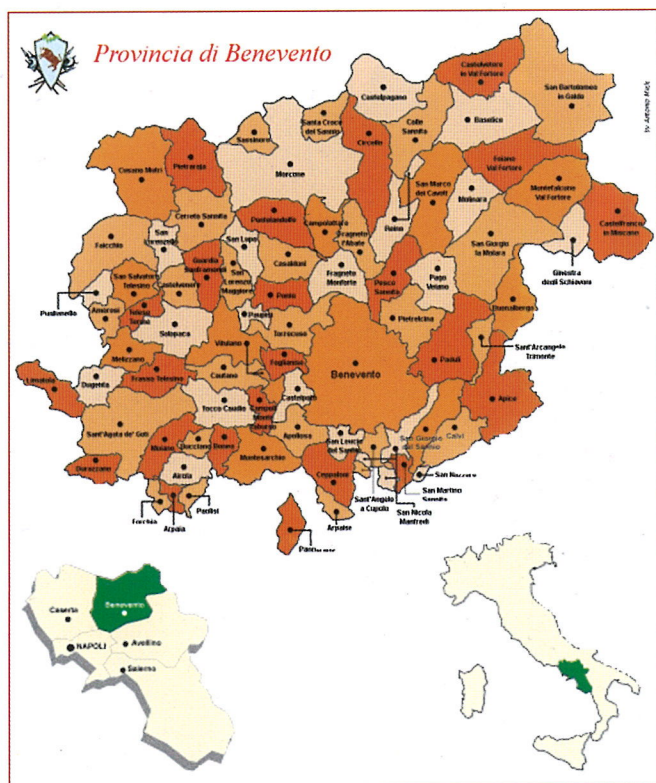 Provincia di Benevento
by Antonio Mele
Castelvetere
in Val Fortore
San Bartolomeo
in Galdo
Castelpagano
Baselice
Colle
Sannita
Santa Croce
del Sannio
Circello
Sassinoro
Morcone
Foiano
Val Fortore
Cusano Mutri
Pietraroja
Montefalcone
Val Fortore
San Marco
dei Cavoti
Molinara
Castelfranco
in Miscano
Reino
Cerreto Sannita
Pontelandolfo
Campolattaro
Fragneto
l'Abate
San Giorgio
la Molara
Faicchio
San
Lorenzello
San Lupo
Casalduni
Ginestra
degli Schiavoni
Guardia
Sanframondi
San Salvatore
Telesino
Castelvenere
San
Lorenzo
Maggiore
Fragneto
Monforte
Pesco
Sannita
Pago
Veiano
Puglianello
Amorosi
Telese
Terme
Ponte
Buonalbergo
Solopaca
Paupisi
Torrecuso
Pietrelcina
Sant'Arcangelo
Trimonte
Melizzano
Vitulano
Foglianise
Benevento
Paduli
Limatola
Dugenta
Frasso Telesino
Cautano
Castelpoto
Apice
Tocco Caudio
Campoli
Monte
Taburno
Sant'Agata de' Goti
Moiano
Bucciano
Bonea
Apollosa
San Leucio
del Sannio
San Giorgio
del Sannio
Calvi
Durazzano
Airola
Montesarchio
Ceppaloni
San Nazzaro
San Martino
Sannita
Sant'Angelo
a Cupolo
San Nicola
Manfredi
Forchia
Arpaia
Paolisi
Arpaise
Benevento
Caserta
NAPOLI
Avellino
Salerno